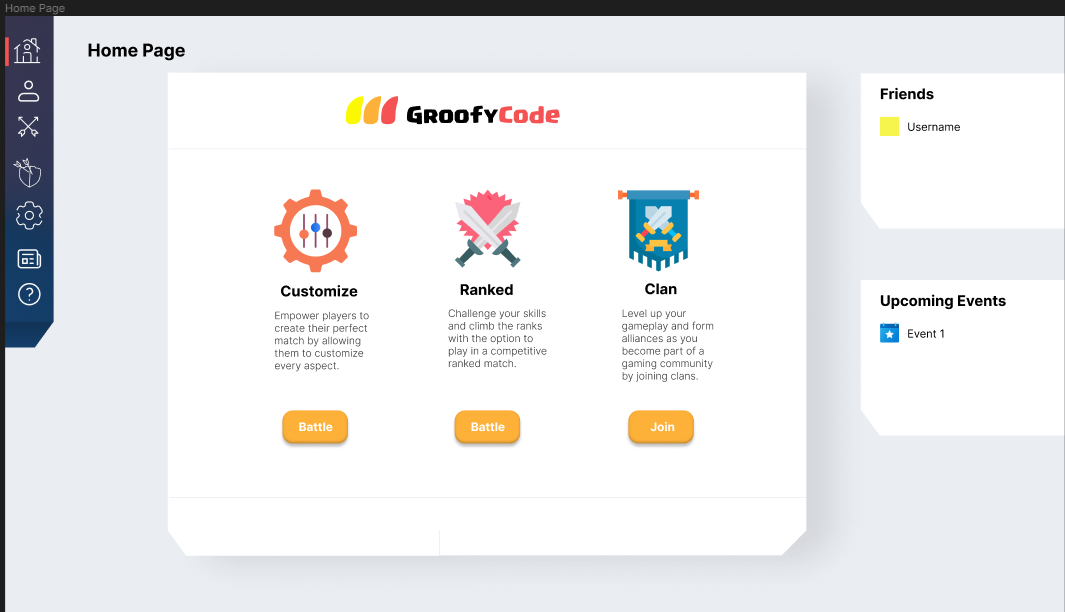 Home Page
Home Page
GroofyCode
Customize
Empower players to
create their perfect
match by allowing
them to customize
every aspect.
Battle
Ranked
Challenge your skills
and climb the ranks
with the option to
play in a competitive
ranked match.
Battle
Clan
Level up your
gameplay and form
alliances as you
become part of a
gaming community
by joining clans.
Join
Friends
Username
Upcoming Events
Event 1